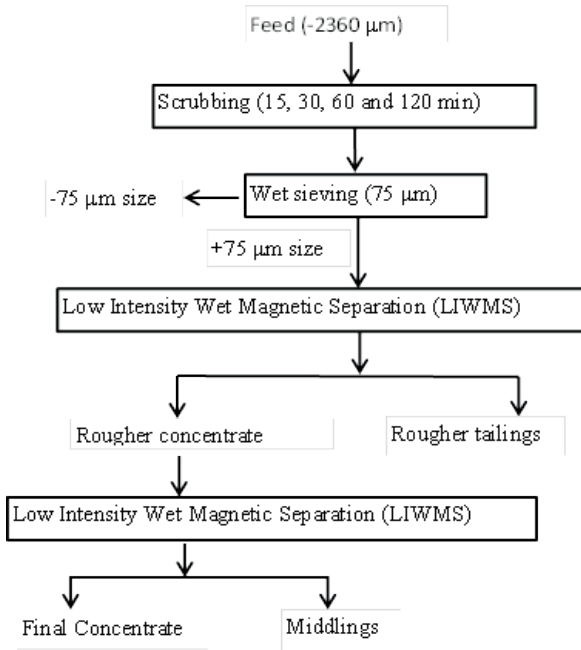 Feed (-2360 µm)
Scrubbing (15, 30, 60 and 120 min)
-75 µm size
Wet sieving (75 µm)
+75 µm size
Low Intensity Wet Magnetic Separation (LIWMS)
Rougher concentrate
Rougher tailings
Low Intensity Wet Magnetic Separation (LIWMS)
Final Concentrate
Middlings